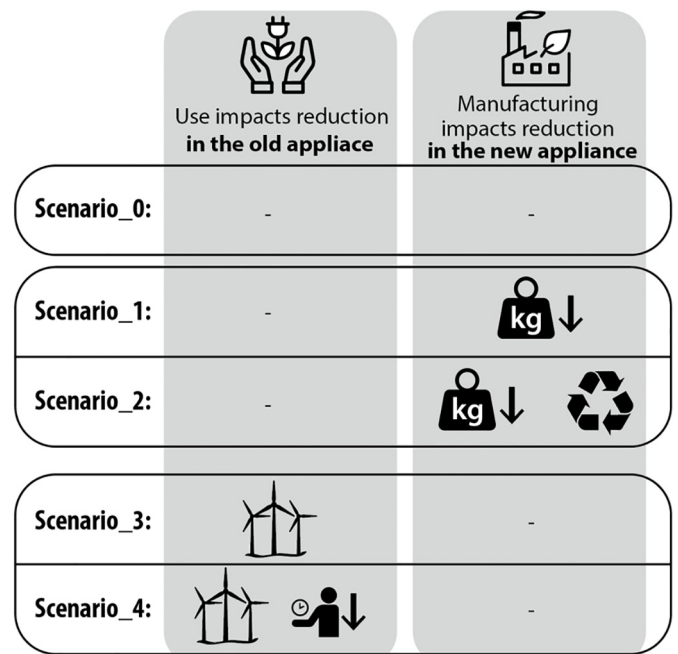 Use impacts reduction
in the old appliace
Manufacturing
impacts reduction
in the new appliance
Scenario_0:
-
-
Scenario_1:
-
kg
Scenario_2:
-
kg
Scenario_3:
-
Scenario_4:
-